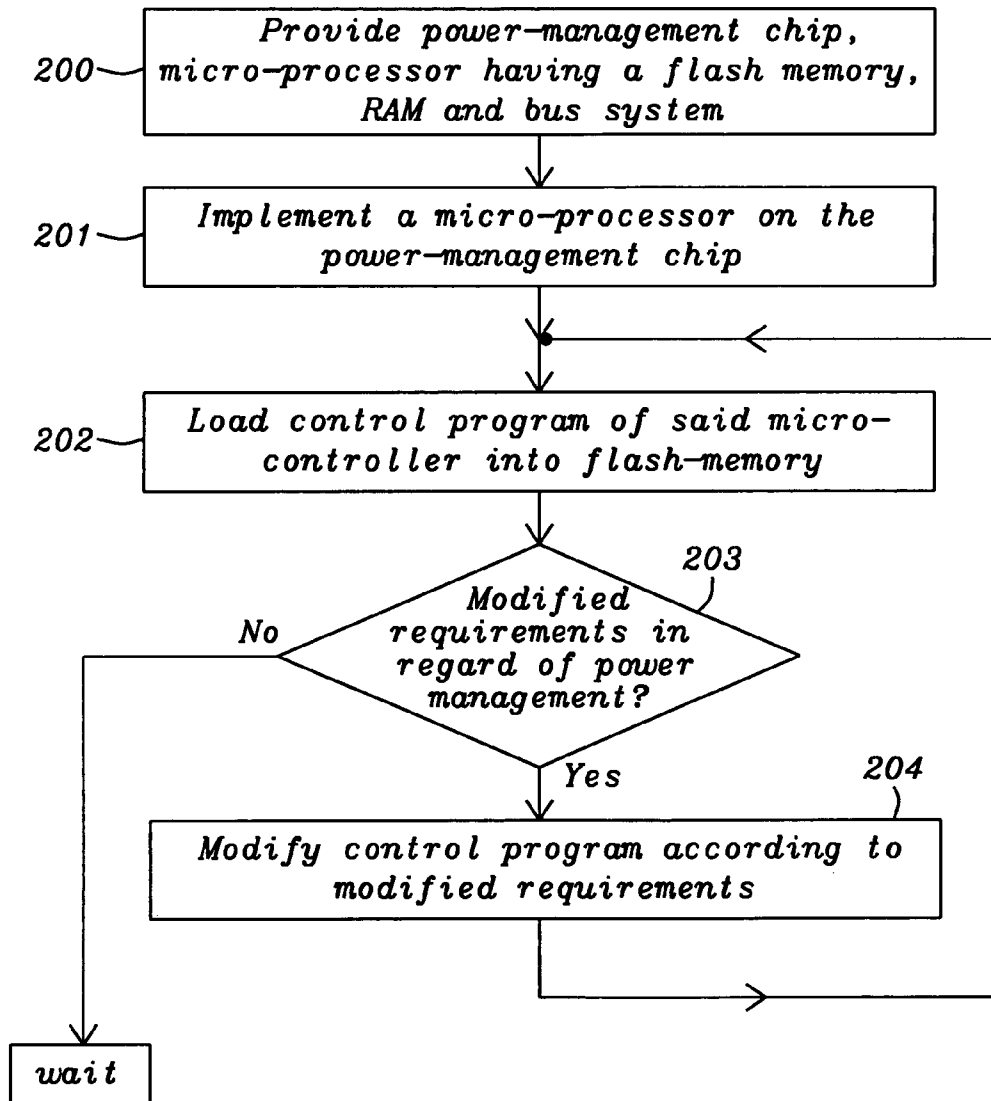 Provide power-management chip,
200
micro-processor having a flash memory,
RAM and bus system
Implement a micro-processor on the
201
power-management chip
Load control program of said micro-
202
controller into flash-memory
203
Modified
No
requirements in
regard of power
management?
Yes
204
Modify control program according to
modified requirements
wait